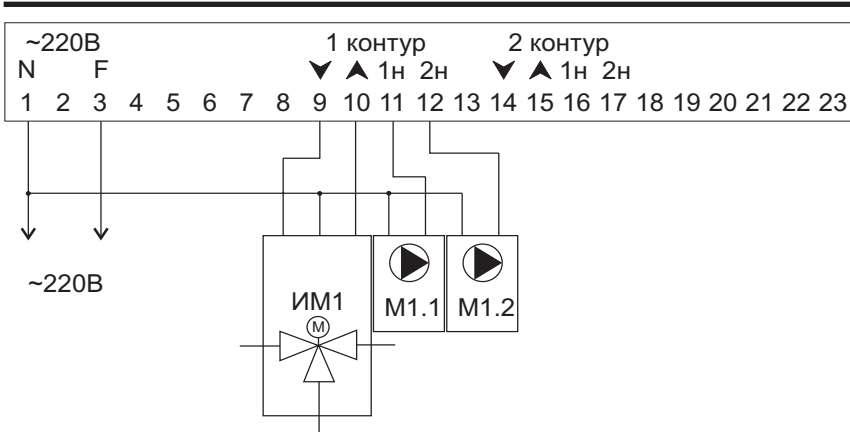 ~220В 1 контур 2 контур
N F 1н 2н 1н 2н
1 2 3 4 5 6 7 8 9 10 11 12 13 14 15 16 17 18 19 20 21 22 23
~220В
ИМ1 М1.1 М1.2
М